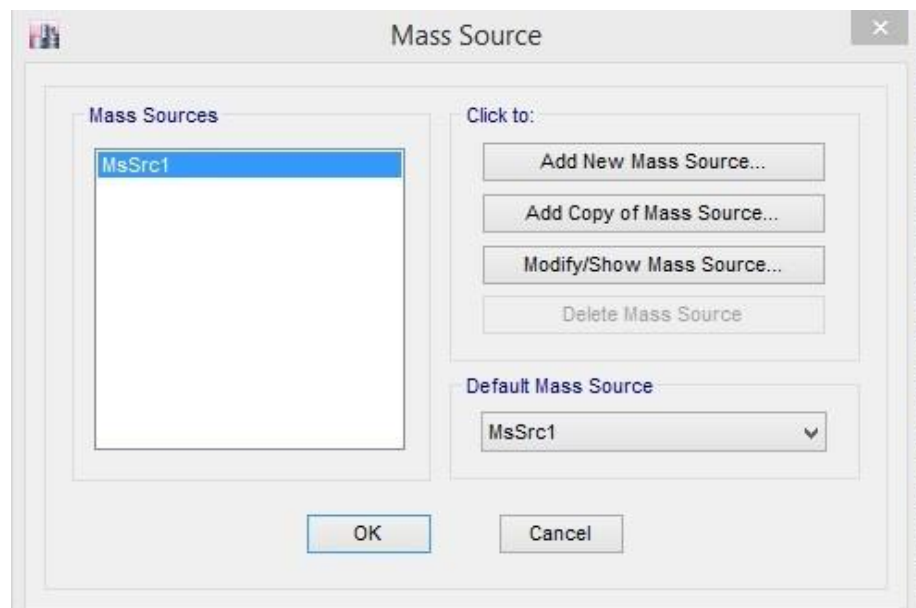 Mass Source
Mass Sources
MsSrc1
Click to:
Add New Mass Source...
Add Copy of Mass Source...
Modify/Show Mass Source...
Delete Mass Source
Default Mass Source
MsSrc1
OK
Cancel